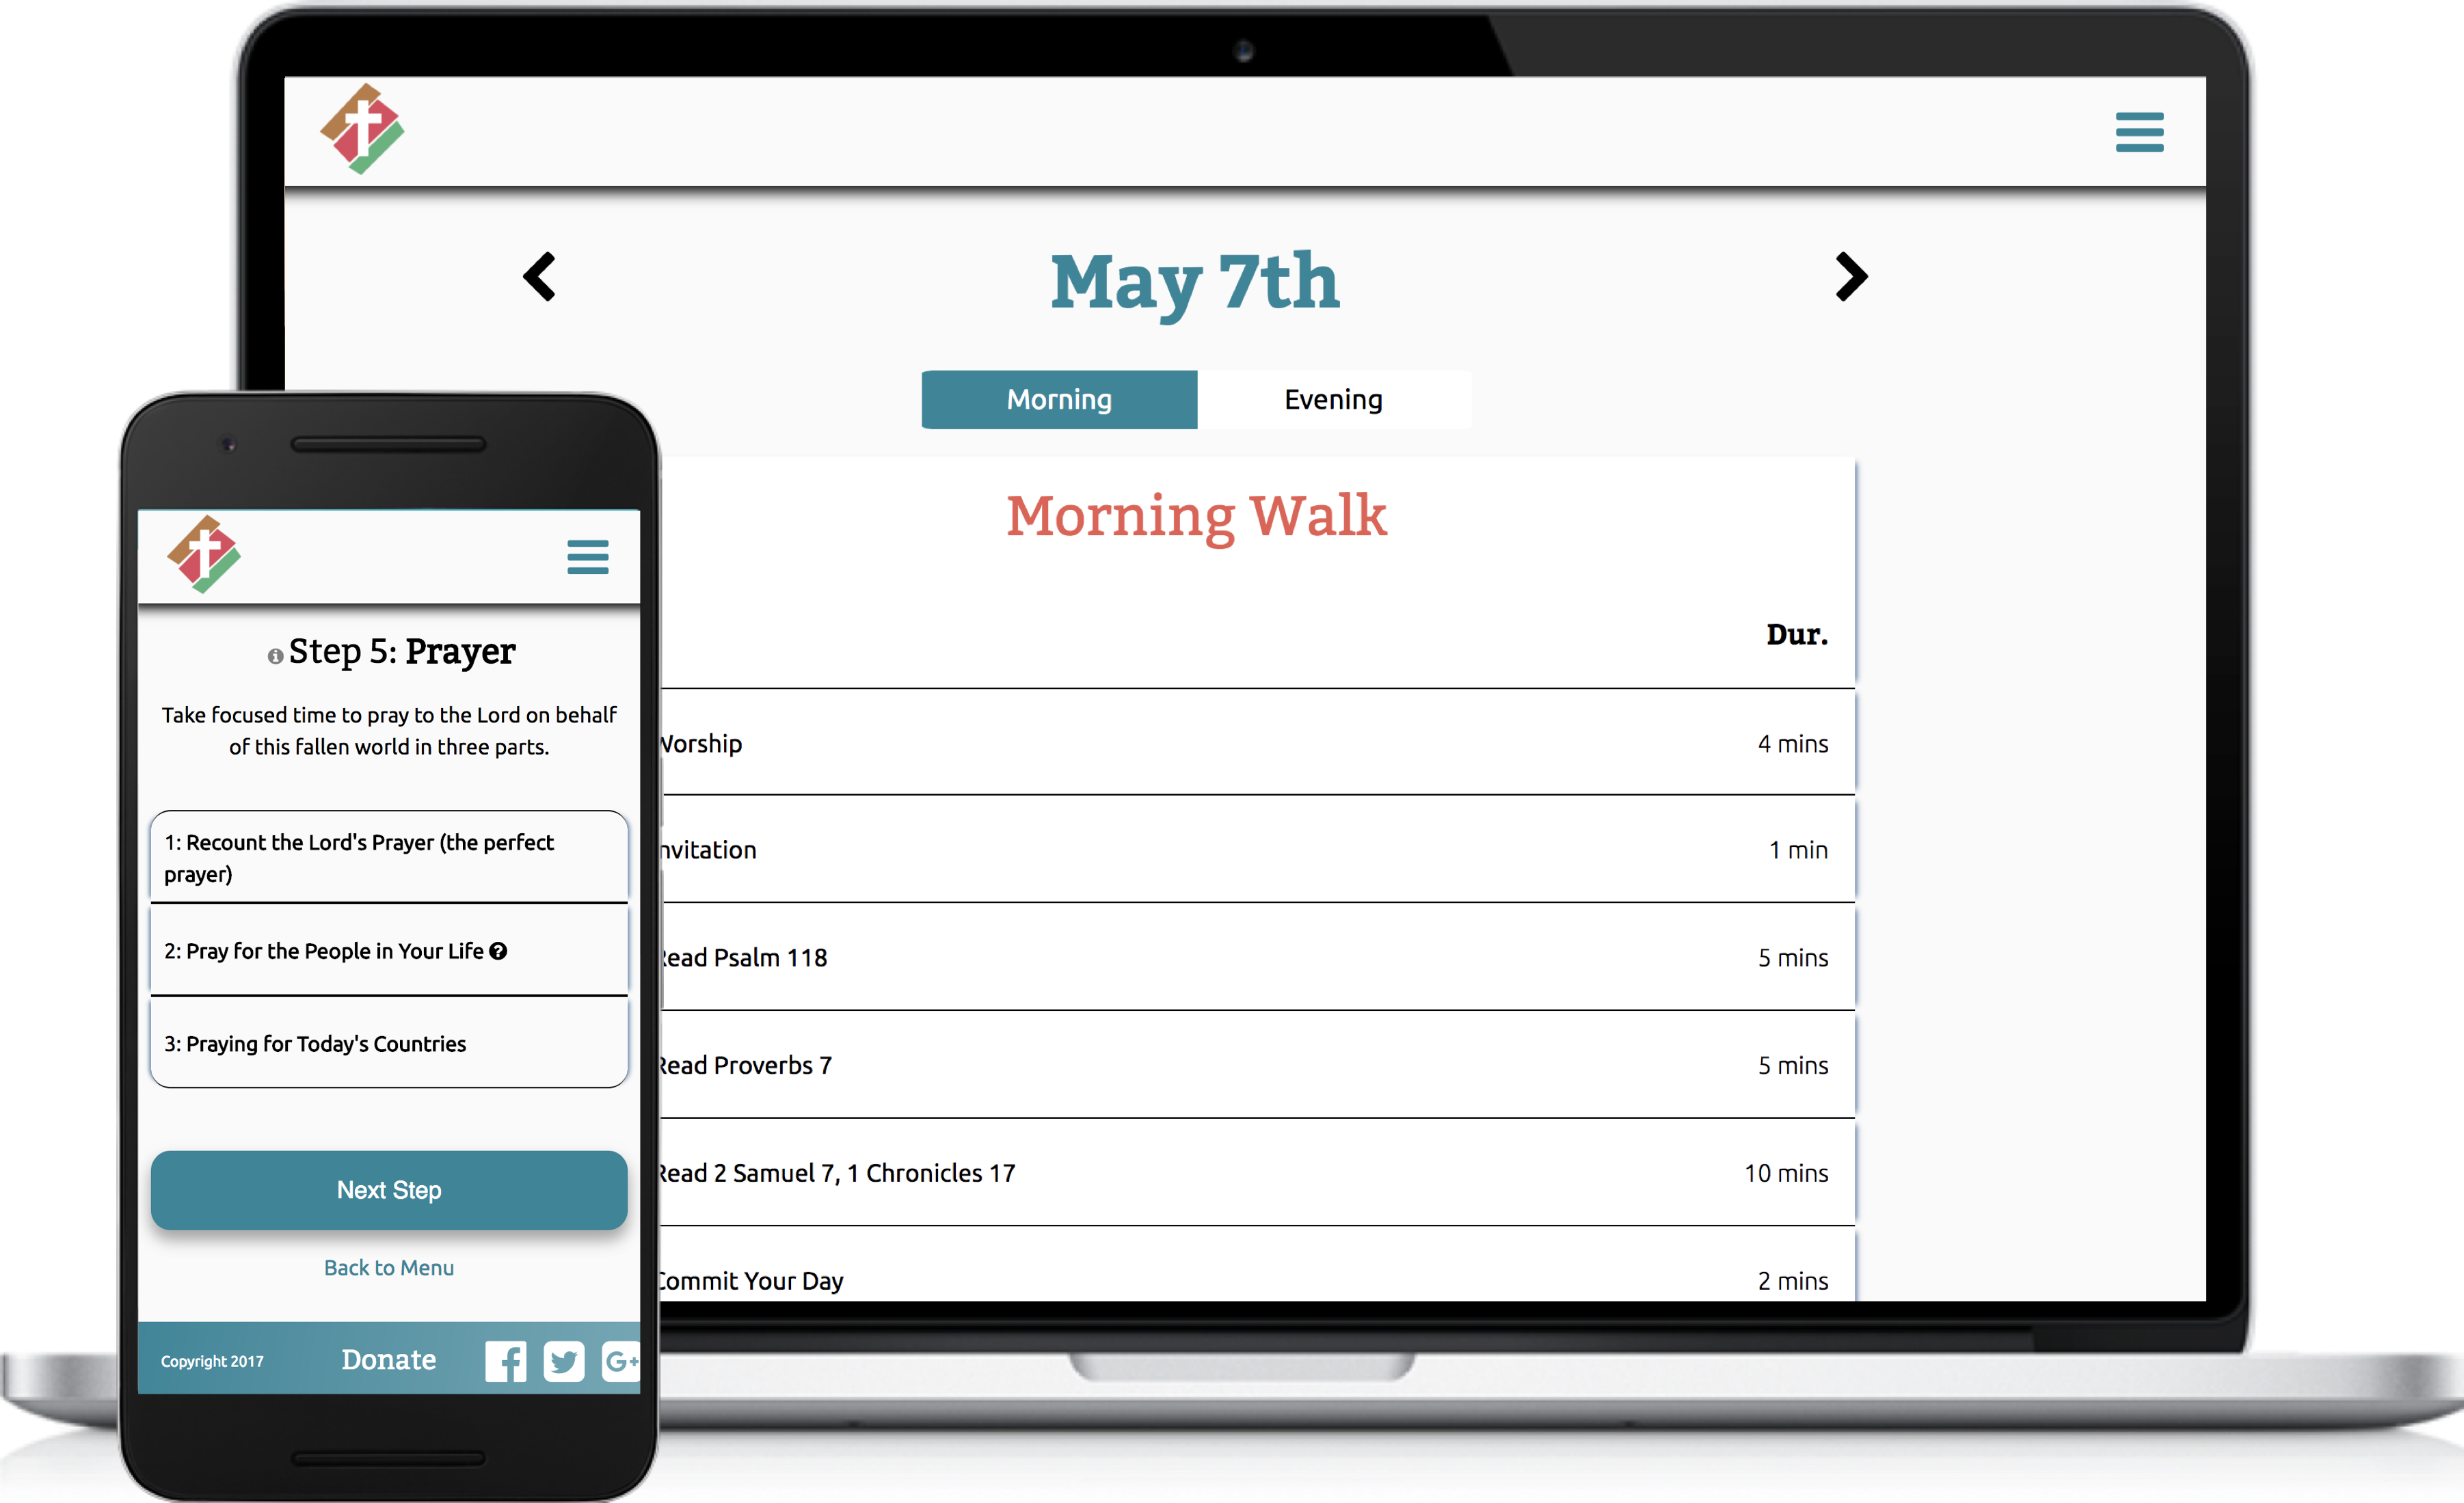 May 7th
Morning Evening
Morning Walk
Dur.
Worship 4 mins
nvitation 1 min
Read Psalm 118 5 mins
Read Proverbs 7 5 mins
Read 2 Samuel 7, 1 Chronicles 17 10 mins
Commit Your Day 2 mins
Step 5: Prayer
Take focused time to pray to the Lord on behalf
of this fallen world in three parts.
1: Recount the Lord's Prayer (the perfect
prayer)
2: Pray for the People in Your Life
3: Praying for Today's Countries
Next Step
Back to Menu
Copyright 2017 Donate f G+